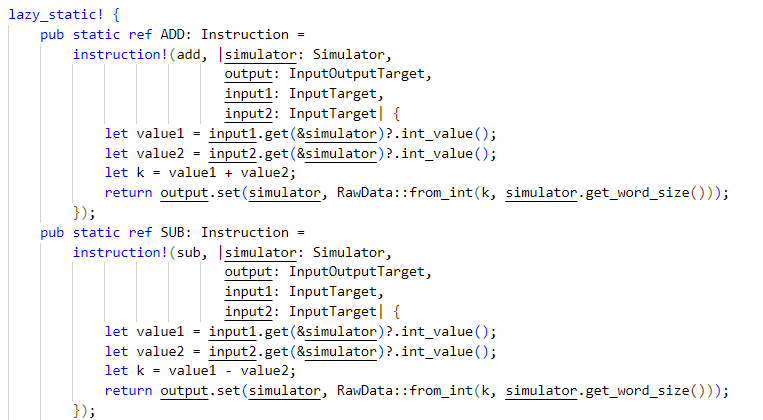 lazy_static! {
    pub static ref ADD: Instruction =
        instruction!(add, |simulator: Simulator,
                           output: InputOutputTarget,
                           input1: InputTarget,
                           input2: InputTarget| {
            let value1 = input1.get(&simulator)?.int_value();
            let value2 = input2.get(&simulator)?.int_value();
            let k = value1 + value2;
            return output.set(simulator, RawData::from_int(k, simulator.get_word_size()));
        });
    pub static ref SUB: Instruction =
        instruction!(sub, |simulator: Simulator,
                           output: InputOutputTarget,
                           input1: InputTarget,
                           input2: InputTarget| {
            let value1 = input1.get(&simulator)?.int_value();
            let value2 = input2.get(&simulator)?.int_value();
            let k = value1 - value2;
            return output.set(simulator, RawData::from_int(k, simulator.get_word_size()));
        });